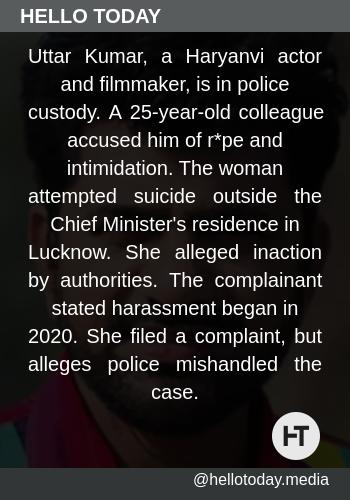 HELLO TODAY
Uttar Kumar, a Haryanvi actor
and filmmaker, is in police
custody. A 25-year-old colleague
accused him of r*pe and
intimidation. The woman
attempted suicide outside the
Chief Minister's residence in
Lucknow. She alleged inaction
by authorities. The complainant
stated harassment began in
2020. She filed a complaint, but
alleges police mishandled the
case.
HT
@hellotoday.media